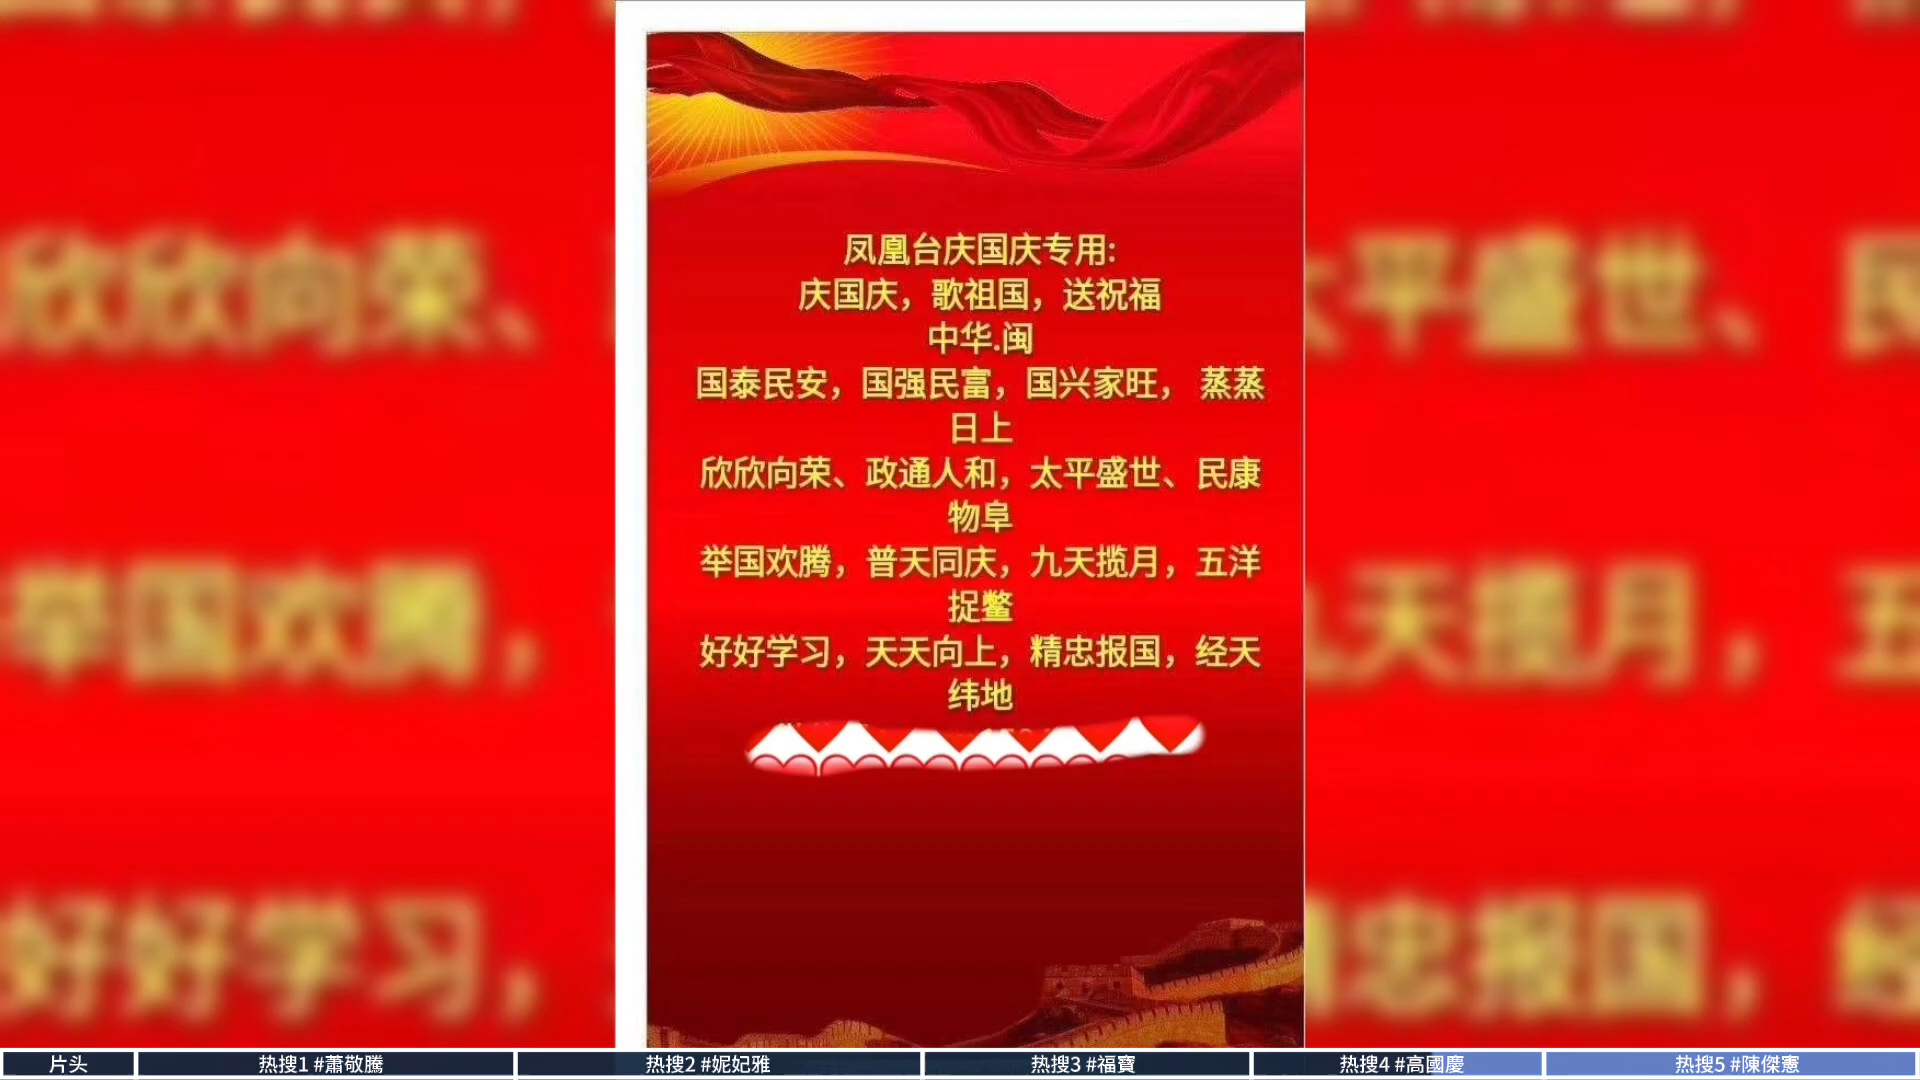 凤凰台庆国庆专用:
庆国庆，歌祖国，送祝福
中华.闽
国泰民安，国强民富，国兴家旺， 蒸蒸
日上
欣欣向荣、政通人和，太平盛世、民康
物阜
举国欢腾，普天同庆，九天揽月，五洋
捉鳖
好好学习，天天向上，精忠报国，经天
纬地
片头
热搜1 #蕭敬騰
热搜2 #妮妃雅
热搜3 #福寶
热搜4 #高國慶
热搜5 #陳傑憲